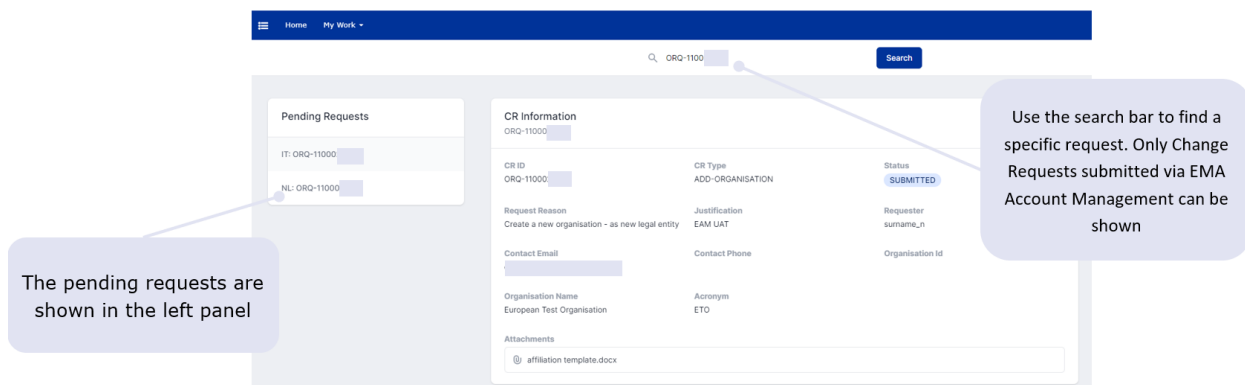 Home My Work
ORQ-1100
Search
Pending Requests
IT: ORQ-11000
NL: ORQ-11000
CR Information
ORQ-11000
CR ID CR Type Status
ORQ-11000 ADD-ORGANISATION SUBMITTED
Request Reason Justification Requester
Create a new organisation - as new legal entity EAM UAT surname_n
Contact Email Contact Phone Organisation Id
Organisation Name Acronym
European Test Organisation ETO
Attachments
affiliation template.docx
Use the search bar to find a
specific request. Only Change
Requests submitted via EMA
Account Management can be
shown
The pending requests are
shown in the left panel